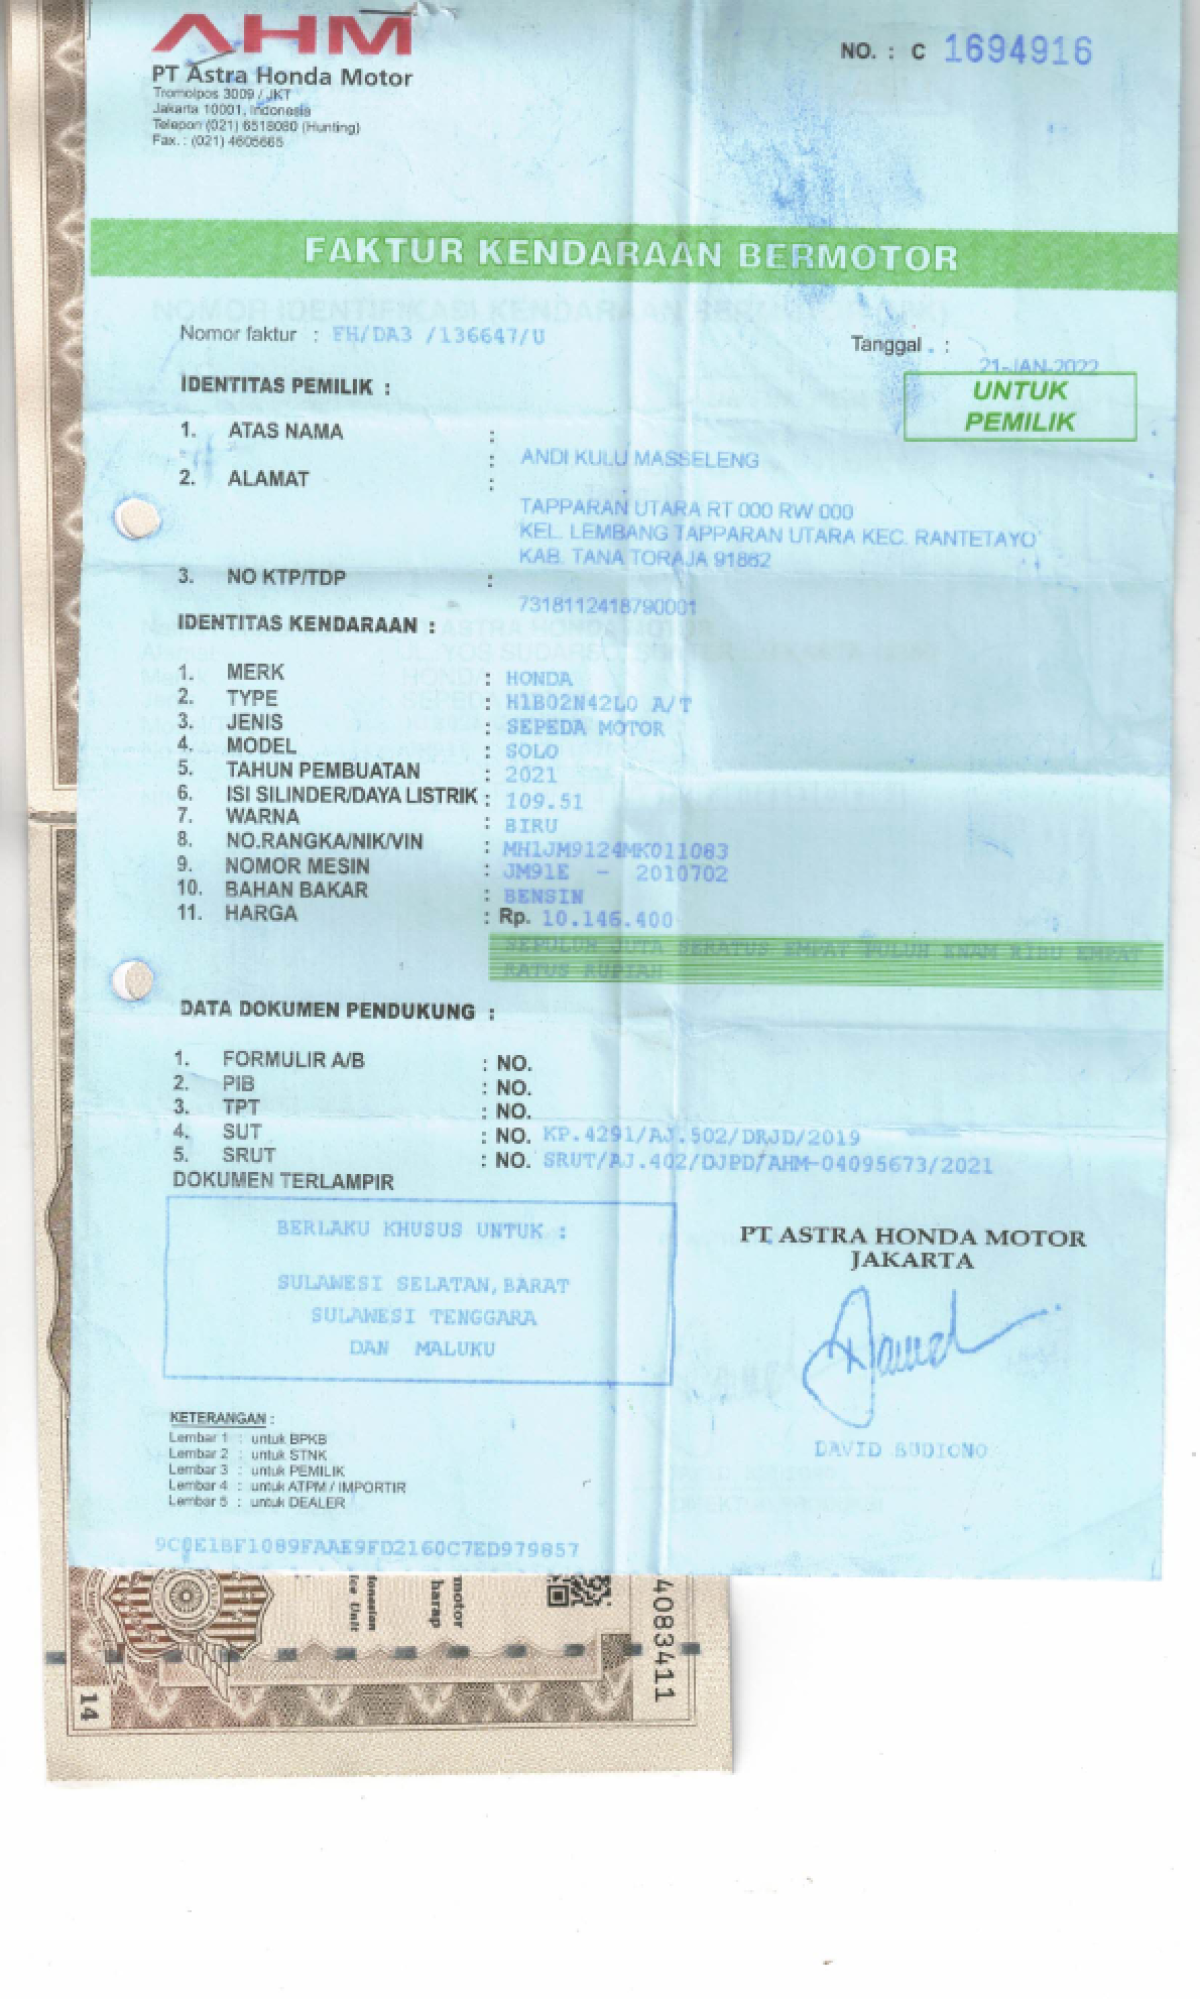 AHM
PT Astra Honda Motor
Tromolpos 3009 / JKT
Jakarta 10001, Indonesia
Telepon (021) 6518080 (Hunting)
Fax. : (021) 4605665
NO. : C 1694916
FAKTUR KENDARAAN BERMOTOR
Nomor faktur : FH/DA3 /136647/U
Tanggal . :
21-JAN-2022
UNTUK
PEMILIK
IDENTITAS PEMILIK :
1. ATAS NAMA :
: ANDI KULU MASSELENG
2. ALAMAT :
TAPPARAN UTARA RT 000 RW 000
KEL. LEMBANG TAPPARAN UTARA KEC. RANTETAYO
KAB. TANA TORAJA 91862
3. NO KTP/TDP :
7318112418790001
IDENTITAS KENDARAAN :
1. MERK : HONDA
2. TYPE : H1B02N42L0 A/T
3. JENIS : SEPEDA MOTOR
4. MODEL : SOLO
5. TAHUN PEMBUATAN : 2021
6. ISI SILINDER/DAYA LISTRIK : 109.51
7. WARNA : BIRU
8. NO.RANGKA/NIK/VIN : MH1JM9124MK011083
9. NOMOR MESIN : JM91E - 2010702
10. BAHAN BAKAR : BENSIN
11. HARGA : Rp. 10.146.400
SEPULUH JUTA SERATUS EMPAT PULUH ENAM RIBU EMPAT
RATUS RUPIAH
DATA DOKUMEN PENDUKUNG :
1. FORMULIR A/B : NO.
2. PIB : NO.
3. TPT : NO.
4. SUT : NO. KP.4291/AJ.502/DRJD/2019
5. SRUT : NO. SRUT/AJ.402/DJPD/AHM-04095673/2021
DOKUMEN TERLAMPIR
BERLAKU KHUSUS UNTUK :
SULAWESI SELATAN,BARAT
SULAWESI TENGGARA
DAN MALUKU
PT ASTRA HONDA MOTOR
JAKARTA
DAVID BUDIONO
KETERANGAN :
Lembar 1 : untuk BPKB
Lembar 2 : untuk STNK
Lembar 3 : untuk PEMILIK
Lembar 4 : untuk ATPM / IMPORTIR
Lembar 5 : untuk DEALER
9C0E1BF1089FAAE9FD2160C7ED979857
motor
harap
4083411
14